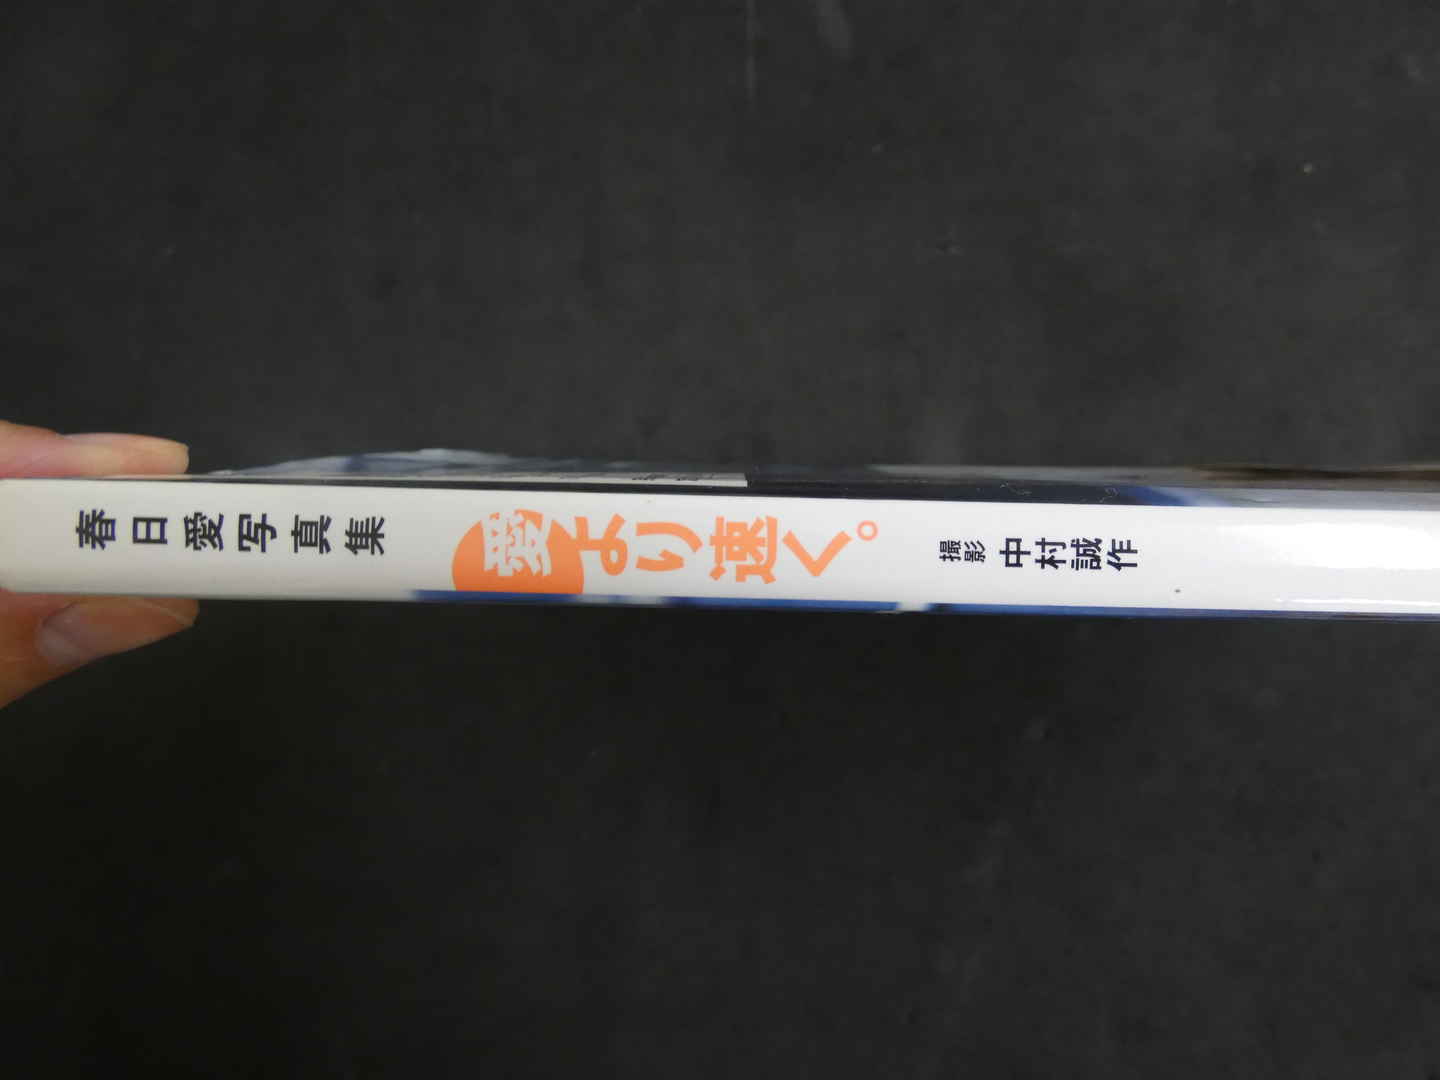 春日愛写真集
愛より速く。
撮影 中村誠作